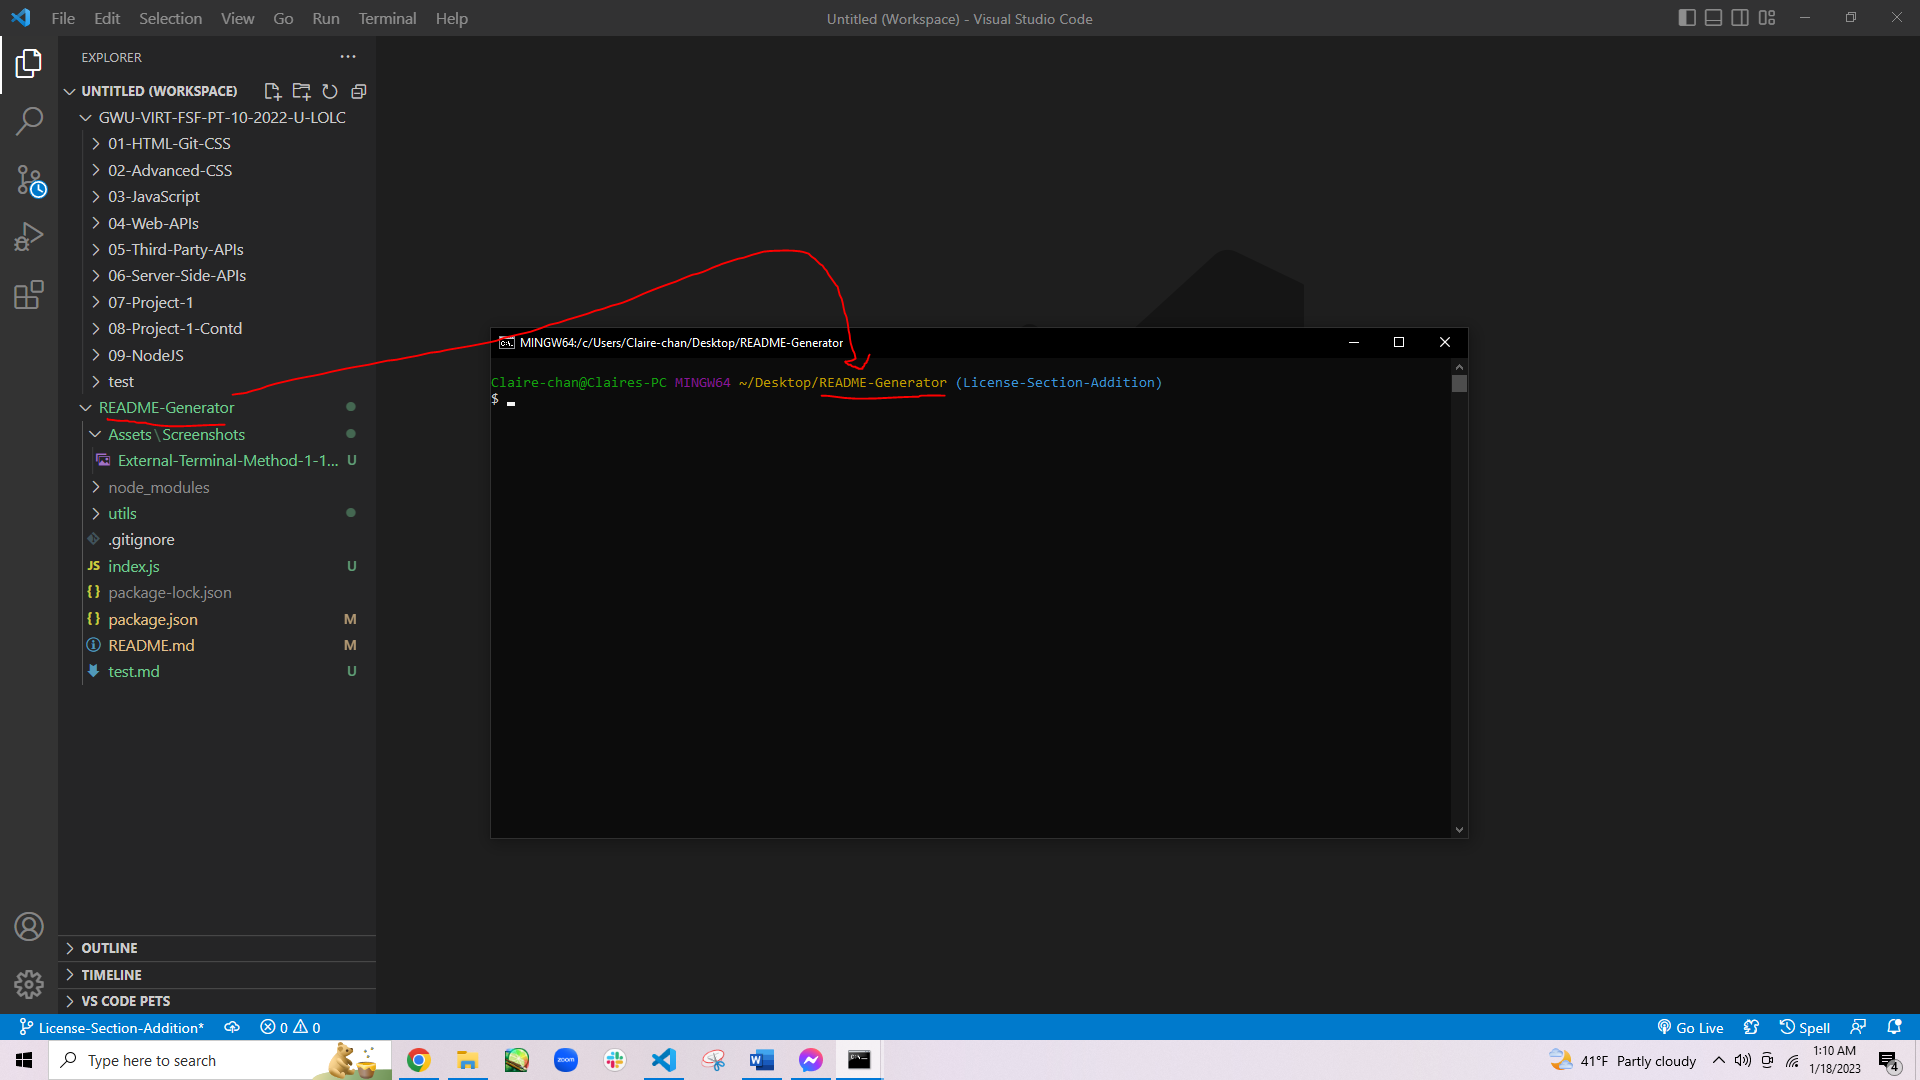 File Edit Selection View Go Run Terminal Help
Untitled (Workspace) - Visual Studio Code
EXPLORER
UNTITLED (WORKSPACE)
GWU-VIRT-FSF-PT-10-2022-U-LOLC
01-HTML-Git-CSS
02-Advanced-CSS
03-JavaScript
04-Web-APIs
05-Third-Party-APIs
06-Server-Side-APIs
07-Project-1
08-Project-1-Contd
09-NodeJS
test
README-Generator
Assets\Screenshots
External-Terminal-Method-1-1... U
node_modules
utils
.gitignore
JS index.js U
{} package-lock.json
{} package.json M
README.md M
test.md U
OUTLINE
TIMELINE
VS CODE PETS
MINGW64:/c/Users/Claire-chan/Desktop/README-Generator
Claire-chan@Claires-PC MINGW64 ~/Desktop/README-Generator (License-Section-Addition)
$
License-Section-Addition* 0 0
Go Live Spell
Type here to search
zoom
41°F Partly cloudy
1:10 AM
1/18/2023
4